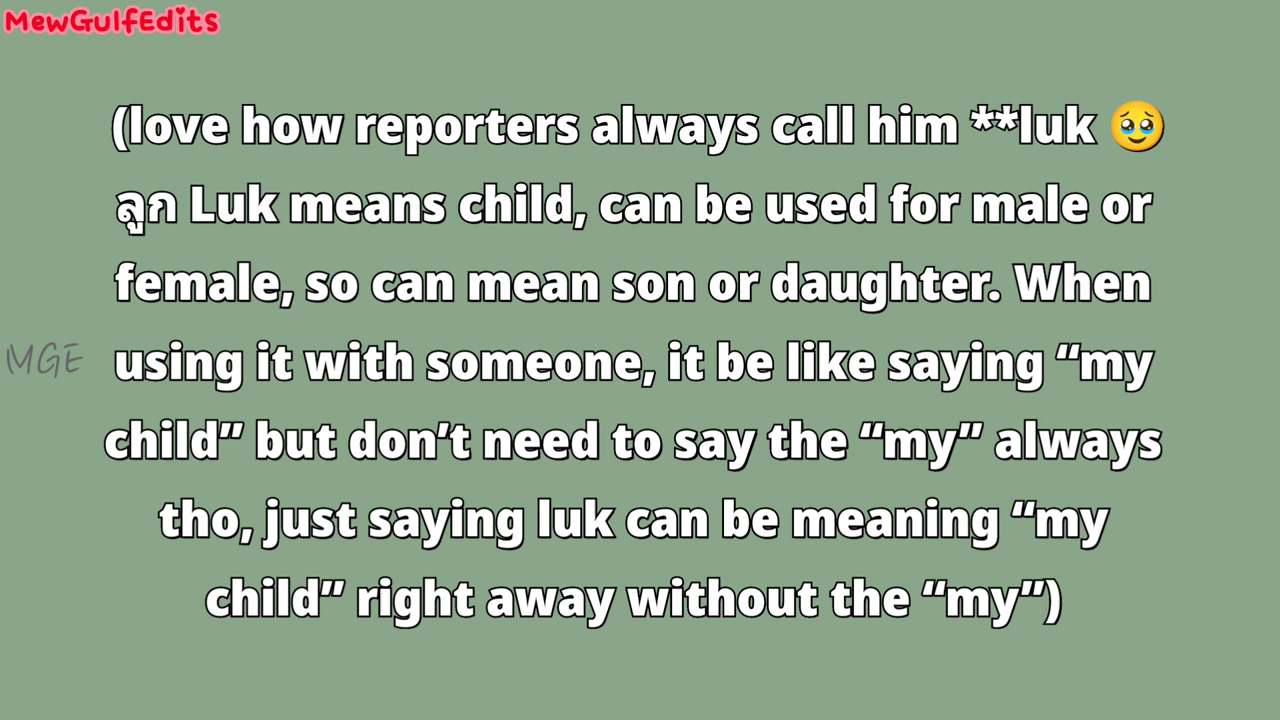 MewGulfEdits
(love how reporters always call him **luk 🥹
ลูก Luk means child, can be used for male or
female, so can mean son or daughter. When
using it with someone, it be like saying “my
MGE
child” but don’t need to say the “my” always
tho, just saying luk can be meaning “my
child” right away without the “my”)